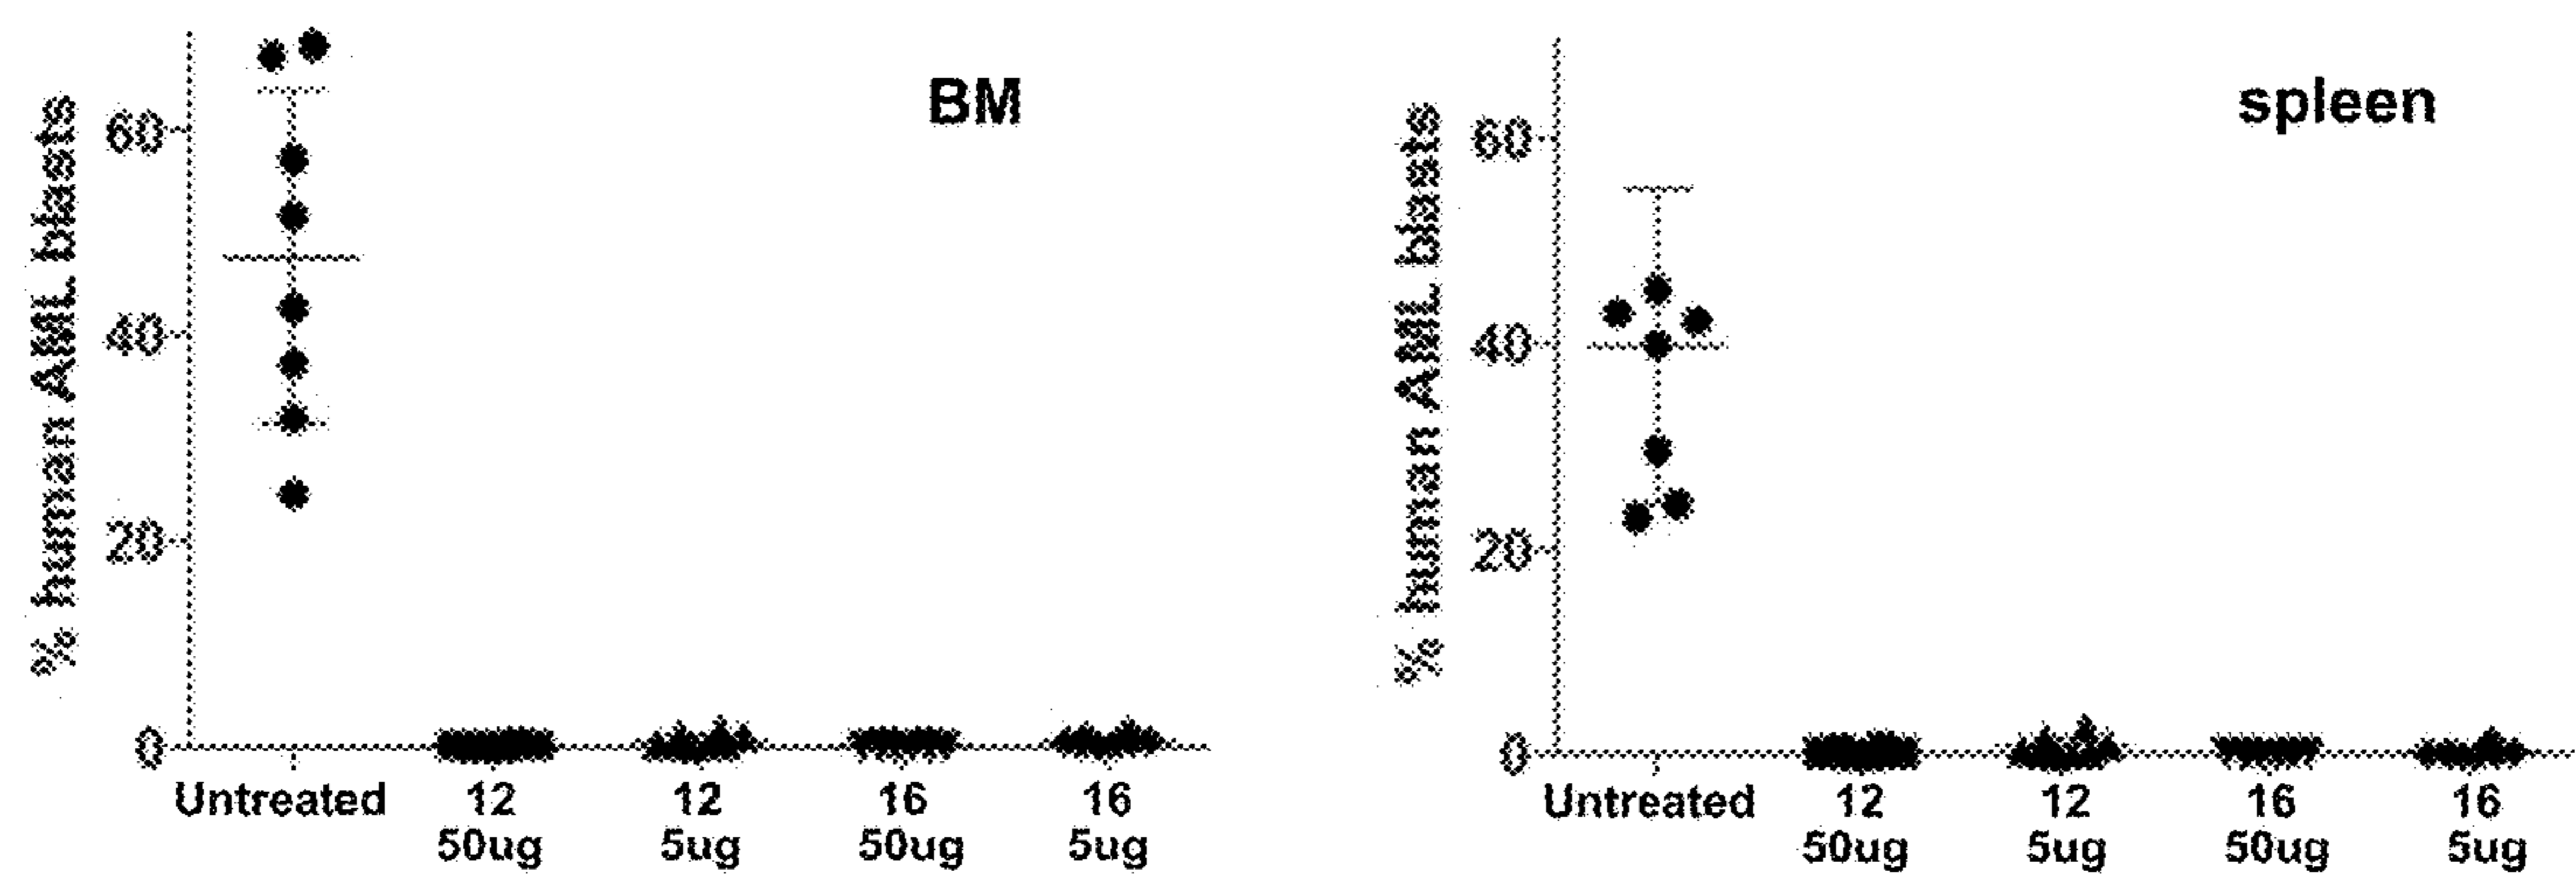 % human AML blasts
BM
60
40
20
0
Untreated 12 12 16 16
50ug 5ug 50ug 5ug
% human AML blasts
spleen
60
40
20
0
Untreated 12 12 16 16
50ug 5ug 50ug 5ug